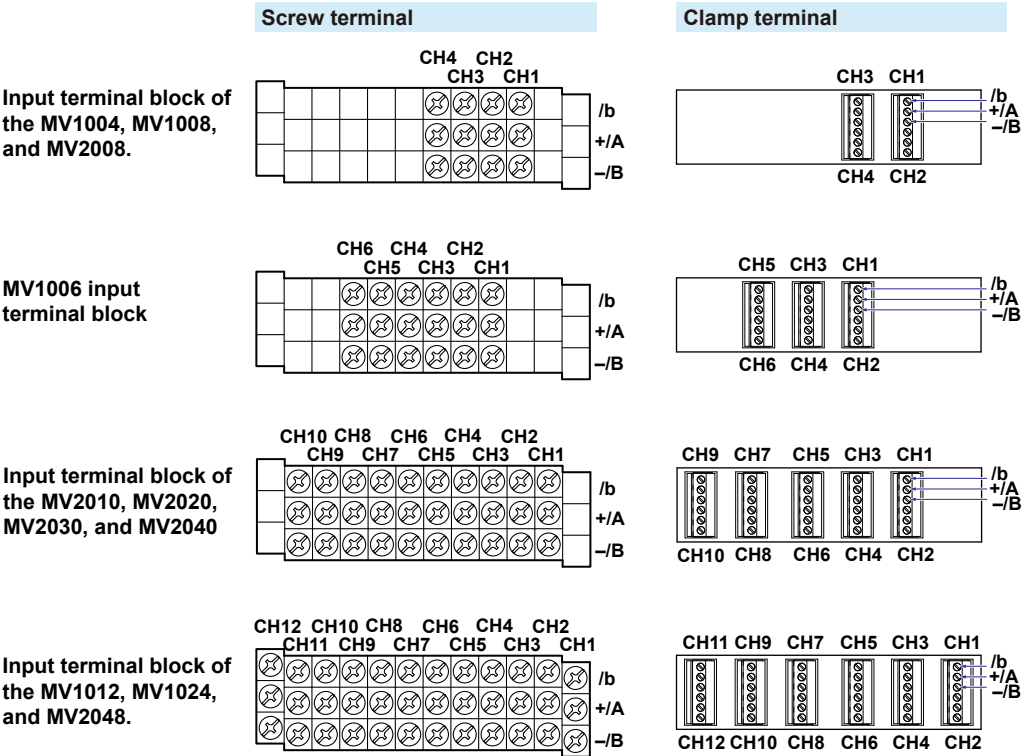 Screw terminal
Clamp terminal
Input terminal block of
the MV1004, MV1008,
and MV2008.
CH4 CH2
CH3 CH1
/b
+/A
–/B
CH3 CH1
/b
+/A
–/B
CH4 CH2
MV1006 input
terminal block
CH6 CH4 CH2
CH5 CH3 CH1
/b
+/A
–/B
CH5 CH3 CH1
/b
+/A
–/B
CH6 CH4 CH2
Input terminal block of
the MV2010, MV2020,
MV2030, and MV2040
CH10 CH8 CH6 CH4 CH2
CH9 CH7 CH5 CH3 CH1
/b
+/A
–/B
CH9 CH7 CH5 CH3 CH1
/b
+/A
–/B
CH10 CH8 CH6 CH4 CH2
Input terminal block of
the MV1012, MV1024,
and MV2048.
CH12 CH10 CH8 CH6 CH4 CH2
CH11 CH9 CH7 CH5 CH3 CH1
/b
+/A
–/B
CH11 CH9 CH7 CH5 CH3 CH1
/b
+/A
–/B
CH12 CH10 CH8 CH6 CH4 CH2